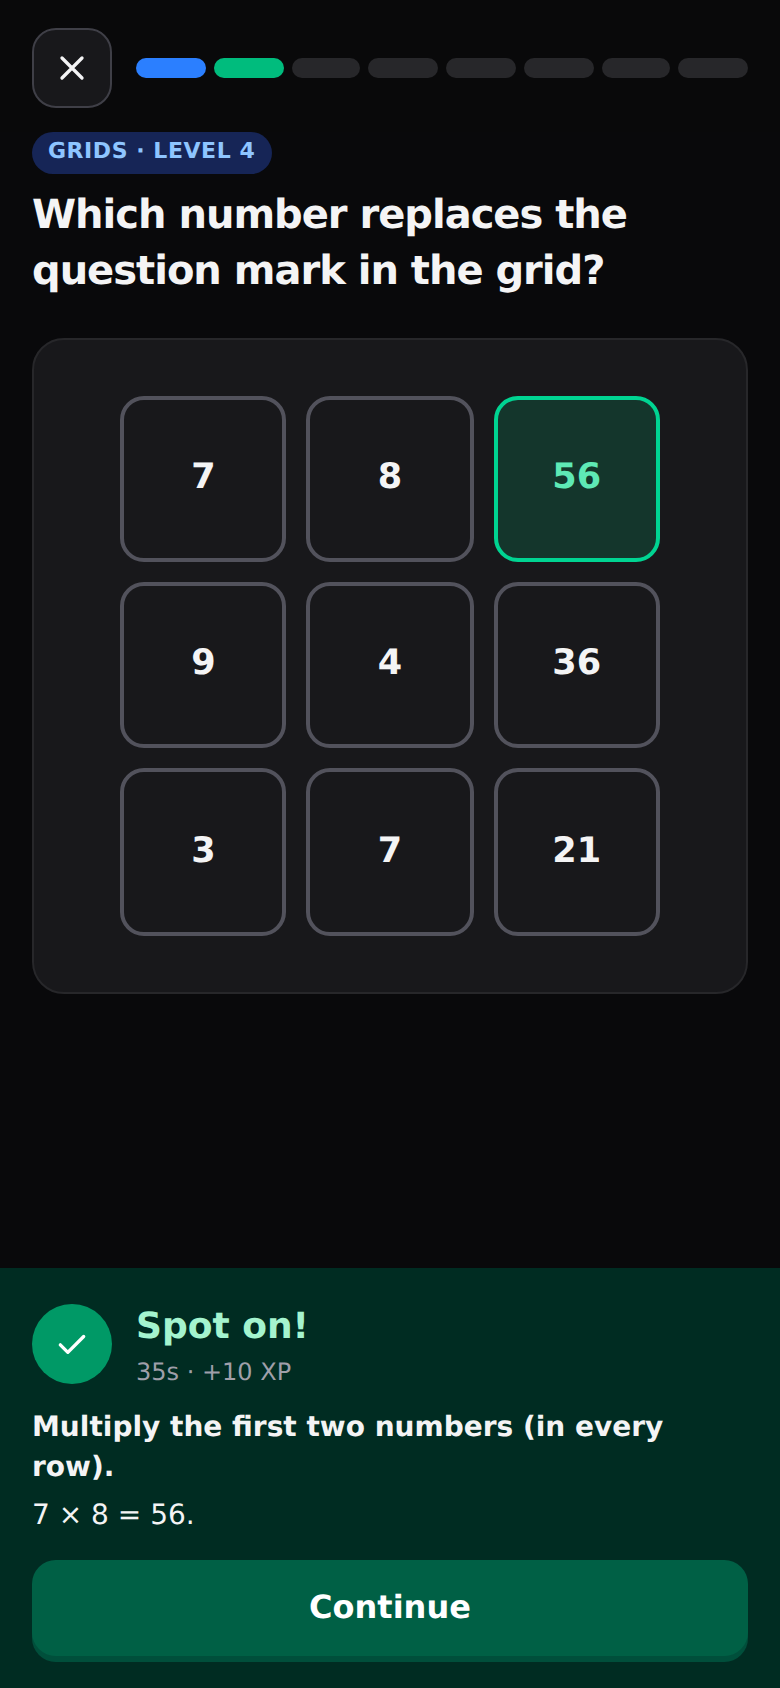 GRIDS · LEVEL 4
Which number replaces the
question mark in the grid?
7 8 56
9 4 36
3 7 21
Spot on!
35s · +10 XP
Multiply the first two numbers (in every
row).
7 × 8 = 56.
Continue